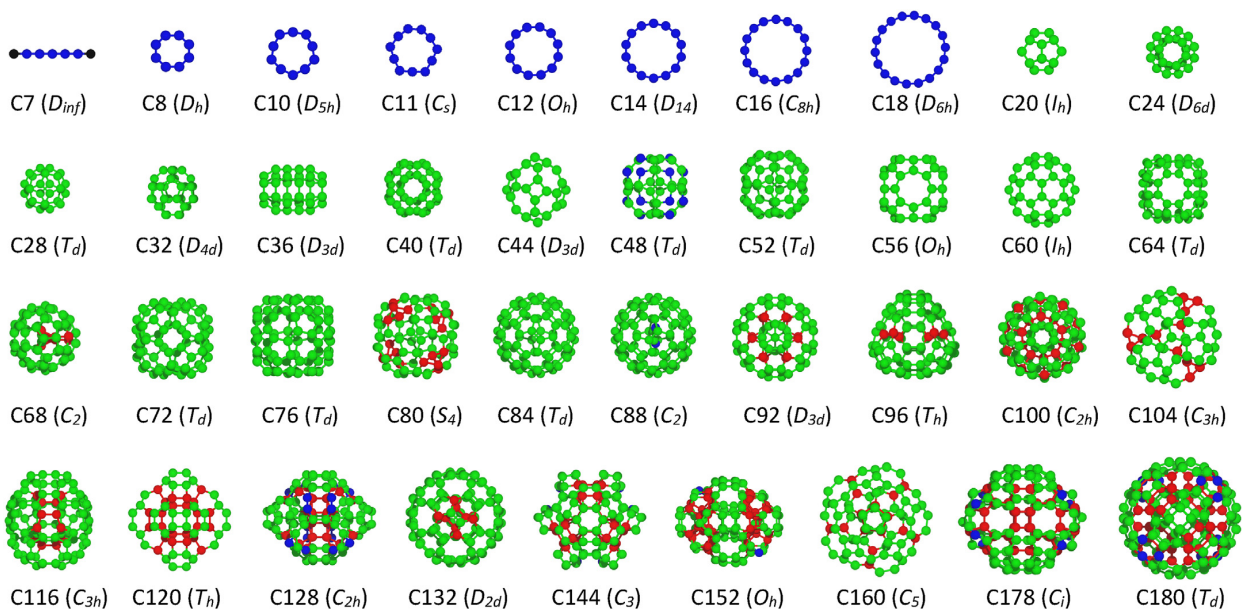 C7 (Dinf) C8 (Dh) C10 (D5h) C11 (Cs) C12 (Oh) C14 (D14) C16 (C8h) C18 (D6h) C20 (Ih) C24 (D6d)
C28 (Td) C32 (D4d) C36 (D3d) C40 (Td) C44 (D3d) C48 (Td) C52 (Td) C56 (Oh) C60 (Ih) C64 (Td)
C68 (C2) C72 (Td) C76 (Td) C80 (S4) C84 (Td) C88 (C2) C92 (D3d) C96 (Th) C100 (C2h) C104 (C3h)
C116 (C3h) C120 (Th) C128 (C2h) C132 (D2d) C144 (C3) C152 (Oh) C160 (C5) C178 (Ci) C180 (Td)